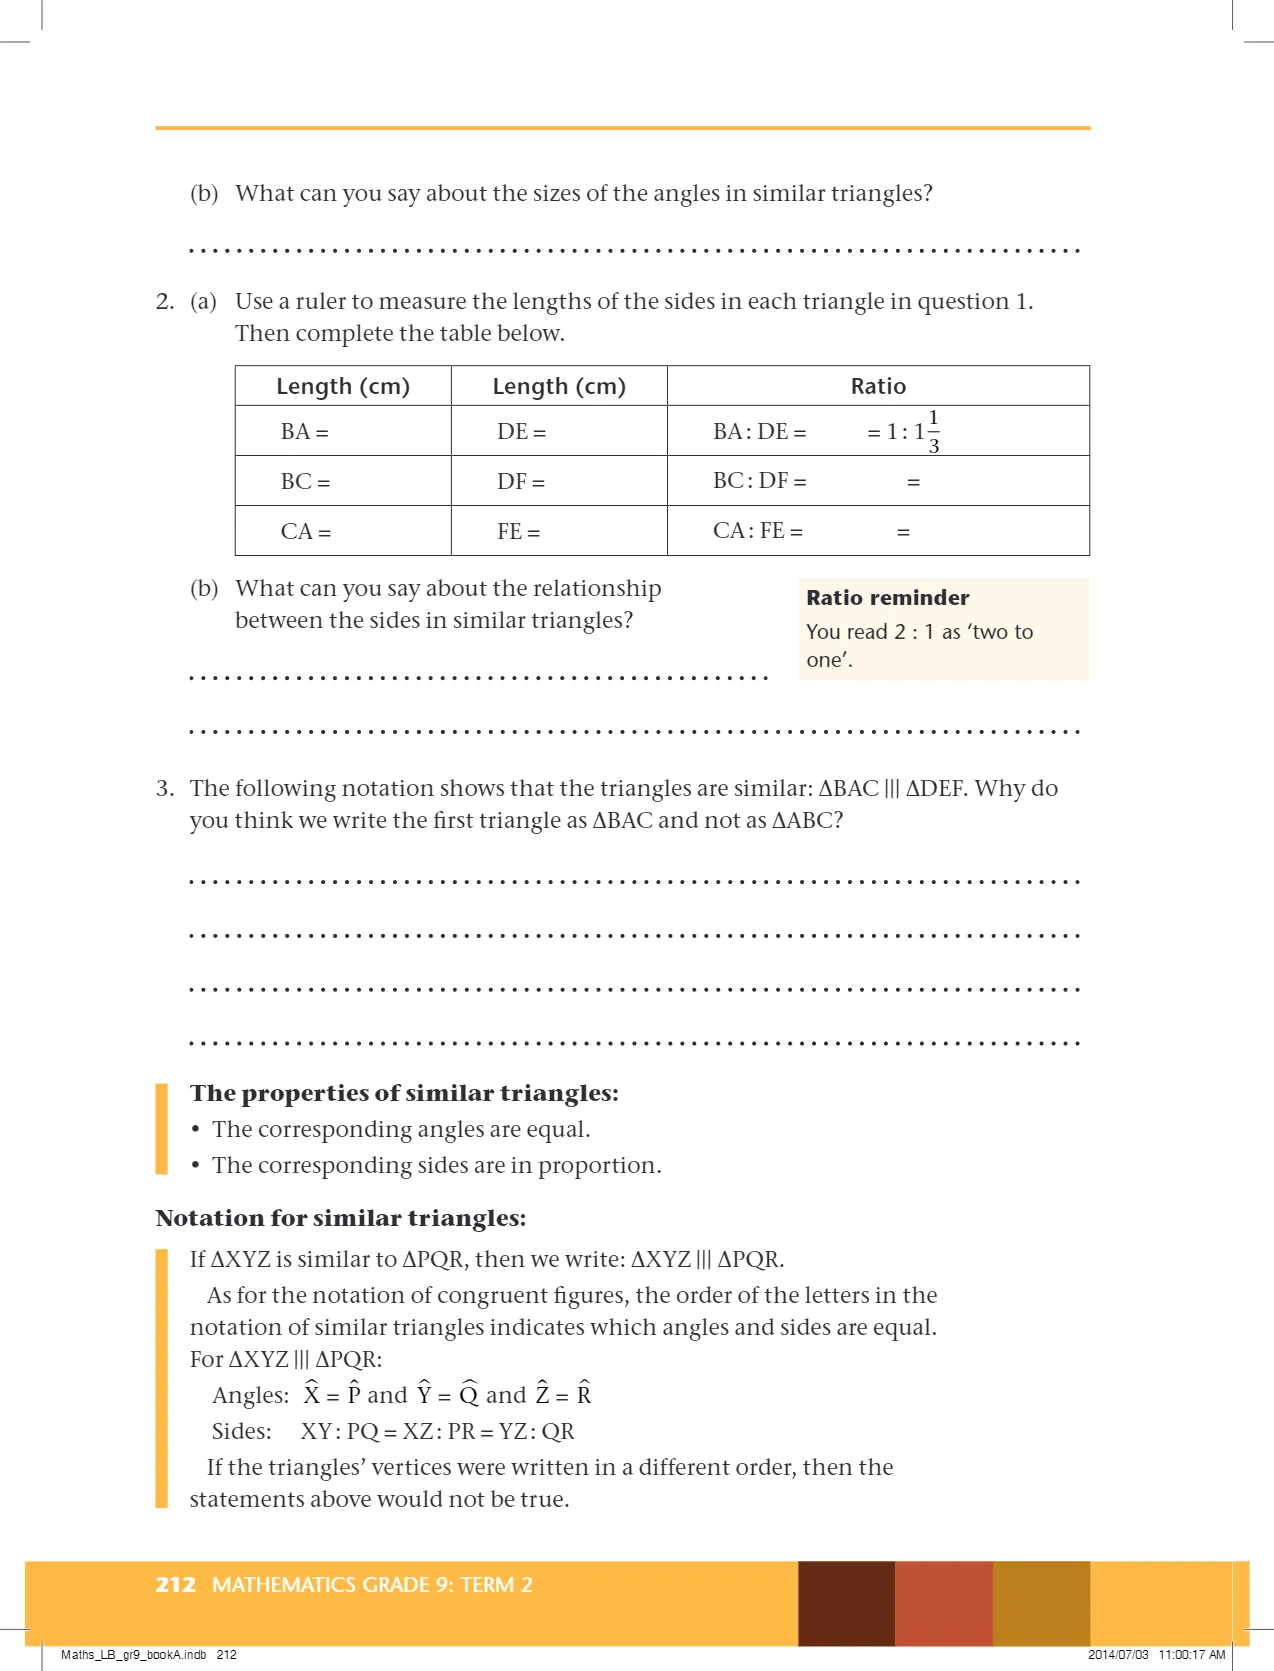 (b) What can you say about the sizes of the angles in similar triangles?
2. (a) Use a ruler to measure the lengths of the sides in each triangle in question 1.
Then complete the table below.
Length (cm) Length (cm) Ratio
BA = DE = BA : DE = = 1 : 1 1/3
BC = DF = BC : DF = =
CA = FE = CA : FE = =
(b) What can you say about the relationship
between the sides in similar triangles?
Ratio reminder
You read 2 : 1 as ‘two to
one’.
3. The following notation shows that the triangles are similar: ΔBAC ||| ΔDEF. Why do
you think we write the first triangle as ΔBAC and not as ΔABC?
The properties of similar triangles:
• The corresponding angles are equal.
• The corresponding sides are in proportion.
Notation for similar triangles:
If ΔXYZ is similar to ΔPQR, then we write: ΔXYZ ||| ΔPQR.
As for the notation of congruent figures, the order of the letters in the
notation of similar triangles indicates which angles and sides are equal.
For ΔXYZ ||| ΔPQR:
Angles: X̂ = P̂ and Ŷ = Q̂ and Ẑ = R̂
Sides: XY : PQ = XZ : PR = YZ : QR
If the triangles’ vertices were written in a different order, then the
statements above would not be true.
212 MATHEMATICS GRADE 9: TERM 2
Maths_LB_gr9_bookA.indb 212 2014/07/03 11:00:17 AM